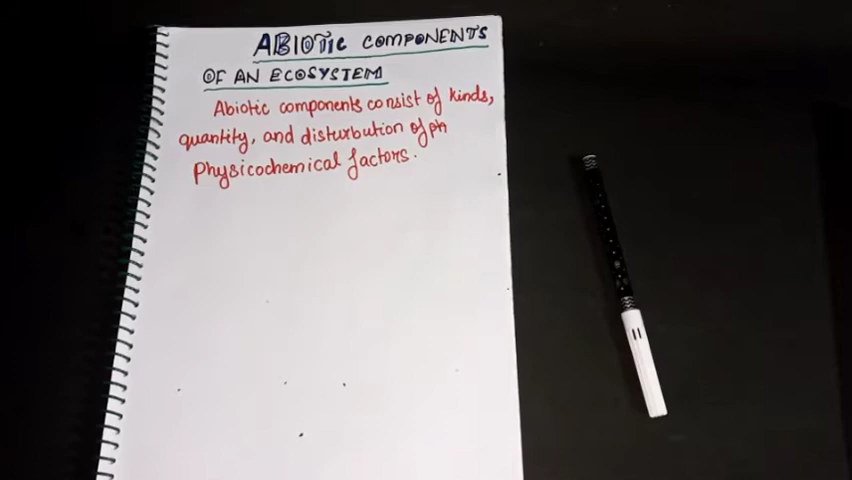 ABIOTIC COMPONENTS
OF AN ECOSYSTEM
Abiotic components consist of kinds,
quantity, and disturbution of ph
Physicochemical factors.